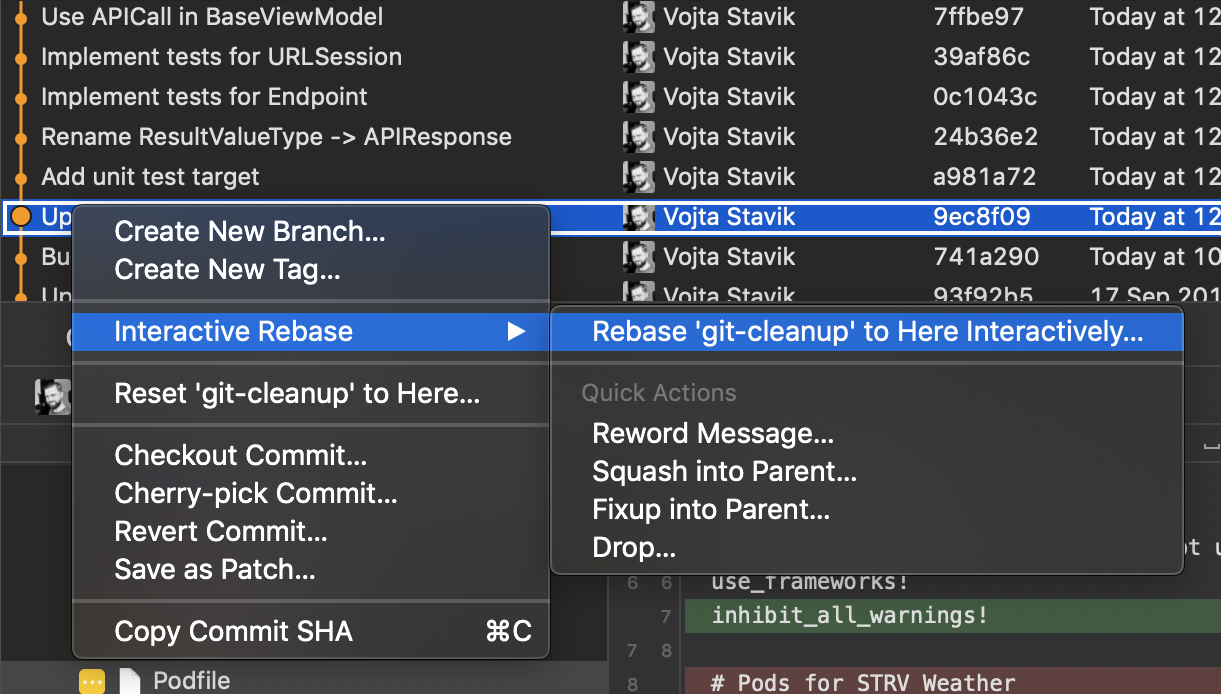 Use APICall in BaseViewModel Vojta Stavik 7ffbe97 Today at 12
Implement tests for URLSession Vojta Stavik 39af86c Today at 12
Implement tests for Endpoint Vojta Stavik 0c1043c Today at 12
Rename ResultValueType -> APIResponse Vojta Stavik 24b36e2 Today at 12
Add unit test target Vojta Stavik a981a72 Today at 12
Up Vojta Stavik 9ec8f09 Today at 12
Bu Vojta Stavik 741a290 Today at 10
Up Vojta Stavik 93f92b5 17 Sep 201
Create New Branch...
Create New Tag...
Interactive Rebase ▶
Reset 'git-cleanup' to Here...
Checkout Commit...
Cherry-pick Commit...
Revert Commit...
Save as Patch...
Copy Commit SHA ⌘C
Rebase 'git-cleanup' to Here Interactively...
Quick Actions
Reword Message...
Squash into Parent...
Fixup into Parent...
Drop...
6 6 use_frameworks!
7 inhibit_all_warnings!
7 8
8 # Pods for STRV Weather
Podfile